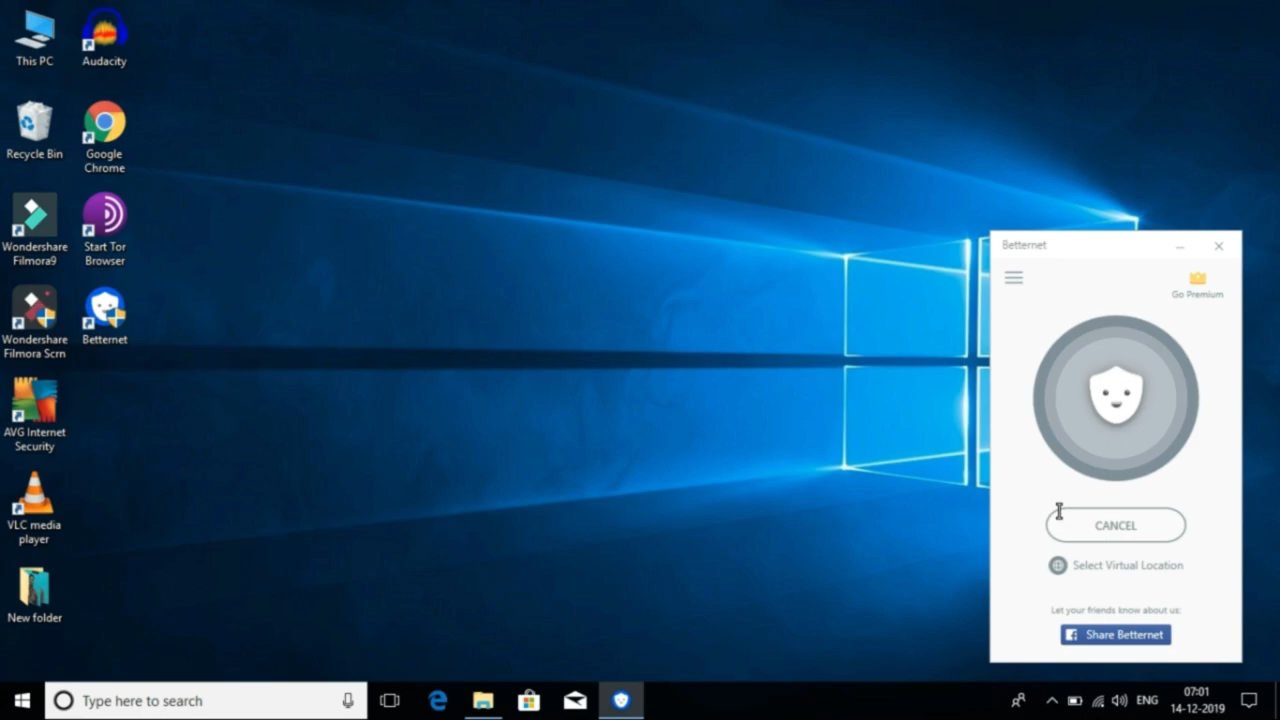 This PC
Audacity
Recycle Bin
Google
Chrome
Wondershare
Filmora9
Start Tor
Browser
Wondershare
Filmora Scrn
Betternet
AVG Internet
Security
VLC media
player
New folder
Betternet
Go Premium
CANCEL
Select Virtual Location
Let your friends know about us:
Share Betternet
Type here to search
ENG
07:01
14-12-2019